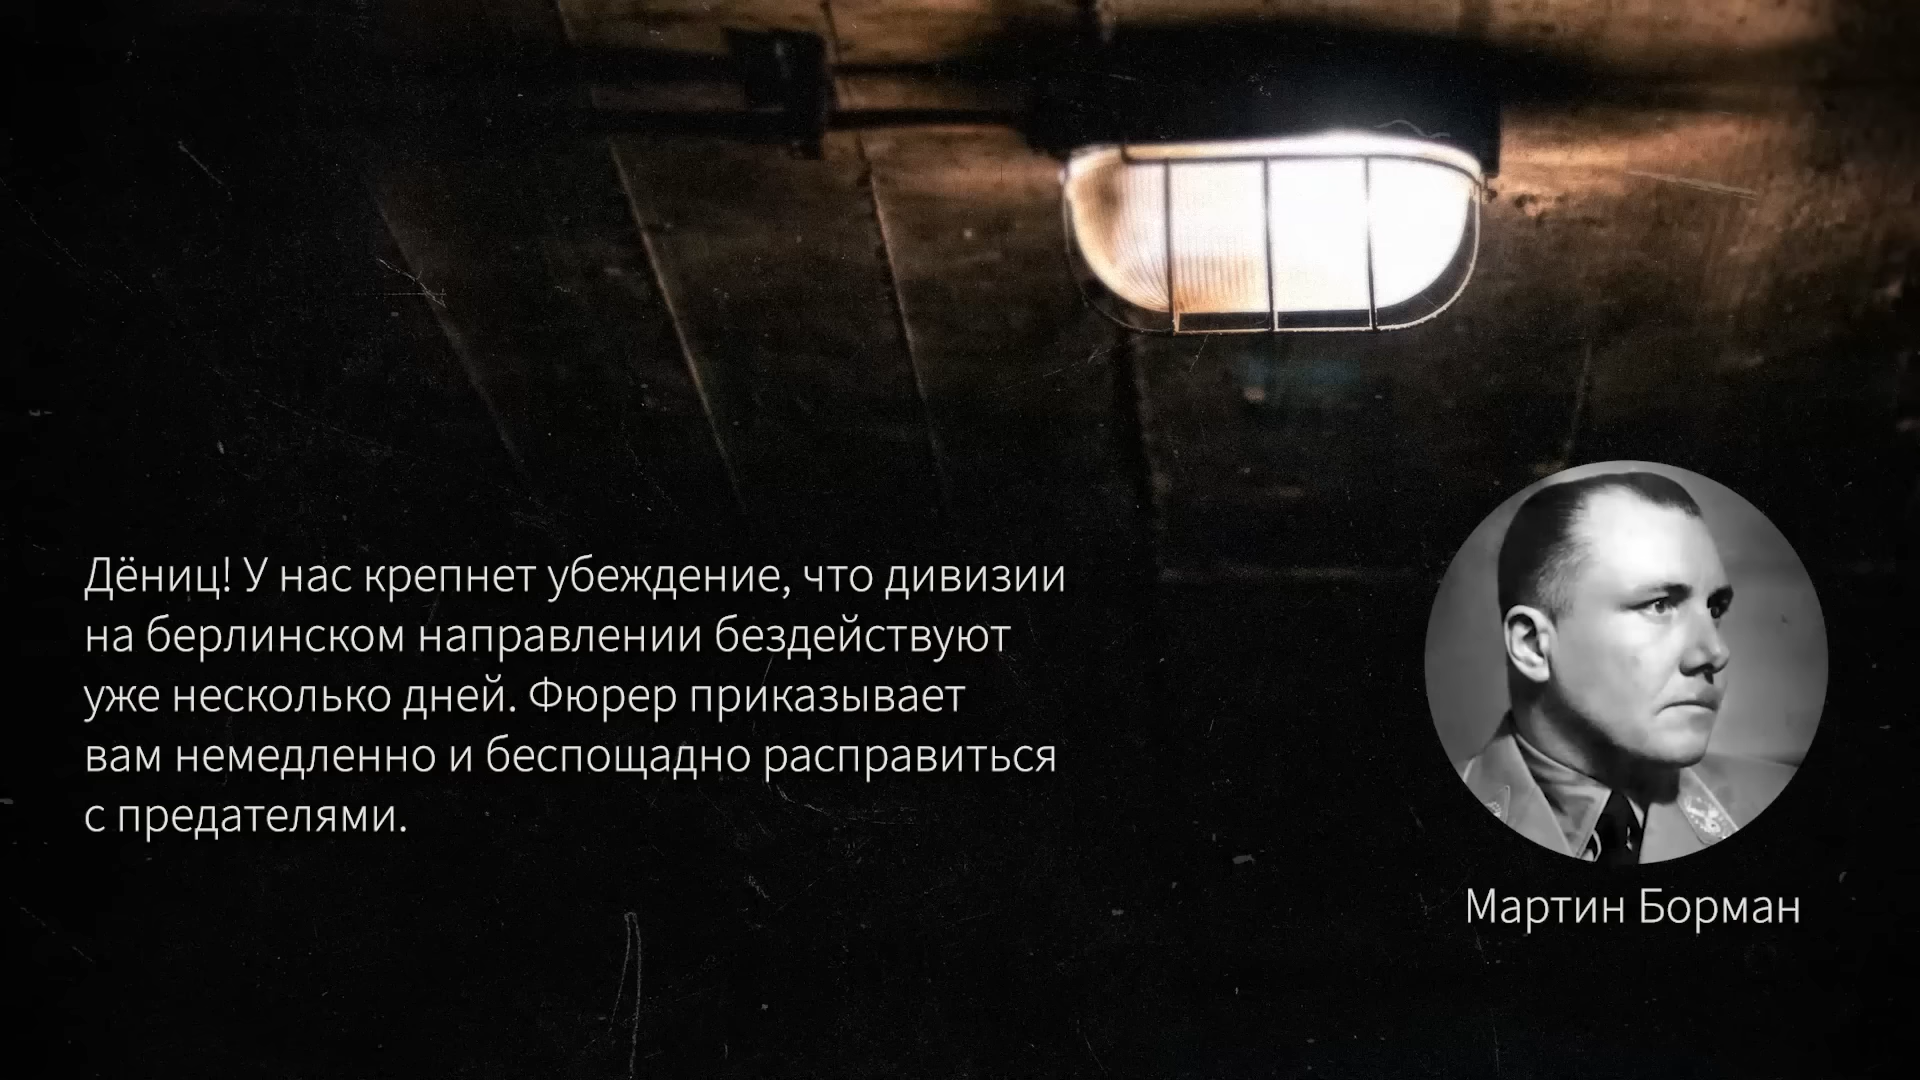 Дёниц! У нас крепнет убеждение, что дивизии
на берлинском направлении бездействуют
уже несколько дней. Фюрер приказывает
вам немедленно и беспощадно расправиться
с предателями.
Мартин Борман